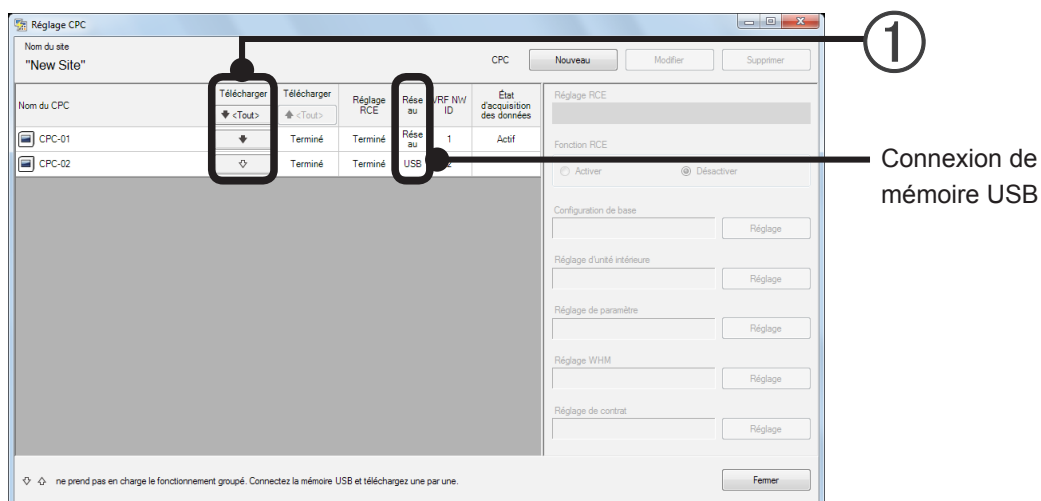 Réglage CPC
Nom du site
"New Site"
CPC
Nouveau
Modifier
Supprimer
①
Nom du CPC
Télécharger
<Tout>
Télécharger
<Tout>
Réglage
RCE
Rése
au
VRF NW
ID
État
d'acquisition
des données
CPC-01
Terminé
Terminé
Rése
au
1
Actif
CPC-02
Terminé
Terminé
USB
2
Réglage RCE
Fonction RCE
Activer
Désactiver
Configuration de base
Réglage
Réglage d'unité intérieure
Réglage
Réglage de paramètre
Réglage
Réglage WHM
Réglage
Réglage de contrat
Réglage
Connexion de
mémoire USB
ne prend pas en charge le fonctionnement groupé. Connectez la mémoire USB et téléchargez une par une.
Fermer